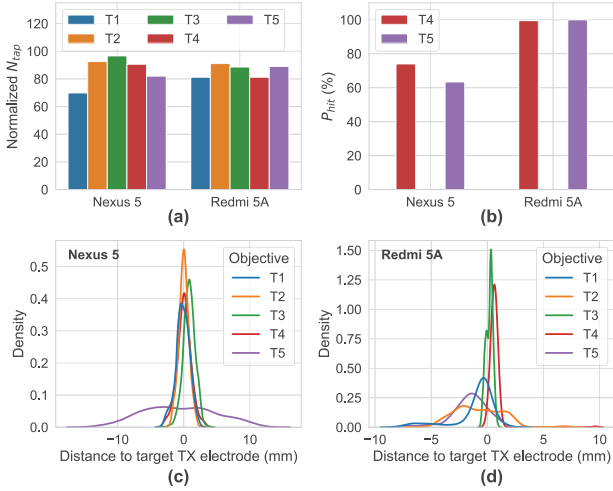 T1 T3 T5
T2 T4
Normalized N_tap
120
100
80
60
40
20
0
Nexus 5 Redmi 5A
(a)
T4
T5
P_hit (%)
100
80
60
40
20
0
Nexus 5 Redmi 5A
(b)
Nexus 5
Objective
T1
T2
T3
T4
T5
Density
0.5
0.4
0.3
0.2
0.1
0.0
−10 0 10
Distance to target TX electrode (mm)
(c)
Redmi 5A
Objective
T1
T2
T3
T4
T5
Density
1.50
1.25
1.00
0.75
0.50
0.25
0.00
−10 −5 0 5 10
Distance to target TX electrode (mm)
(d)